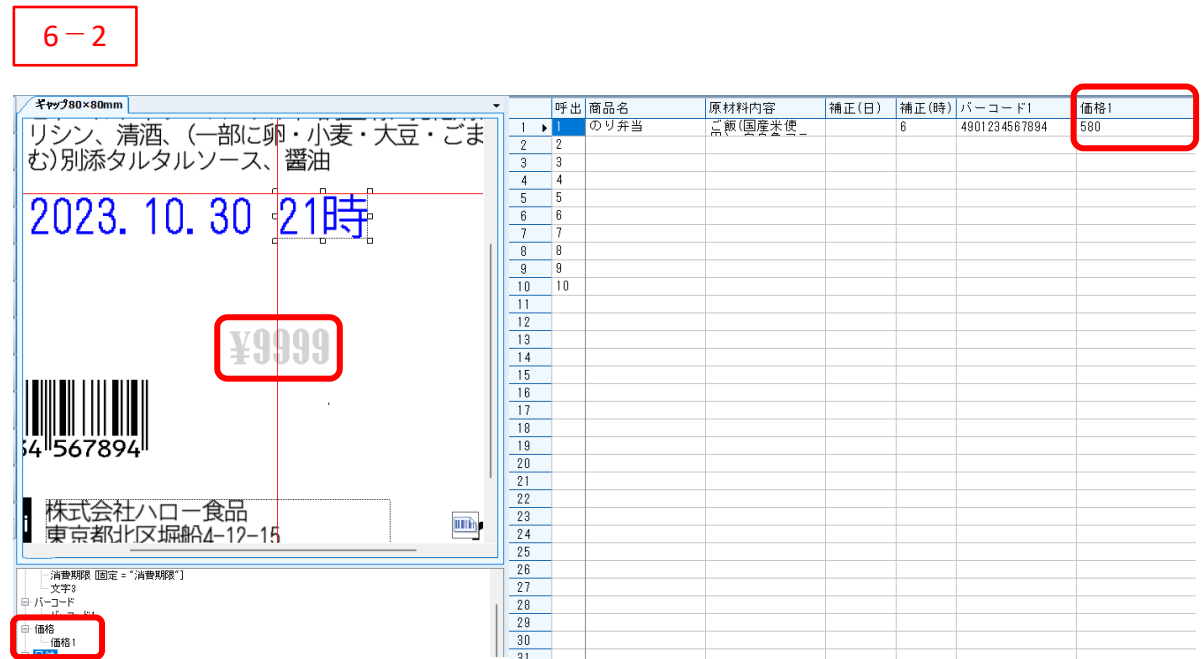 6－2
ギャップ80×80mm
リシン、清酒、（一部に卵・小麦・大豆・ごま
む）別添タルタルソース、醤油
2023. 10. 30 21時
¥9999
567894
株式会社ハロー食品
東京都北区堀船4-12-15
消費期限 [固定 = "消費期限"]
文字3
バーコード
価格
価格1
呼出 商品名 原材料内容 補正(日) 補正(時) バーコード1 価格1
1 1 のり弁当 ご飯(国産米使 6 4901234567894 580
2 2
3 3
4 4
5 5
6 6
7 7
8 8
9 9
10 10
11
12
13
14
15
16
17
18
19
20
21
22
23
24
25
26
27
28
29
30
31